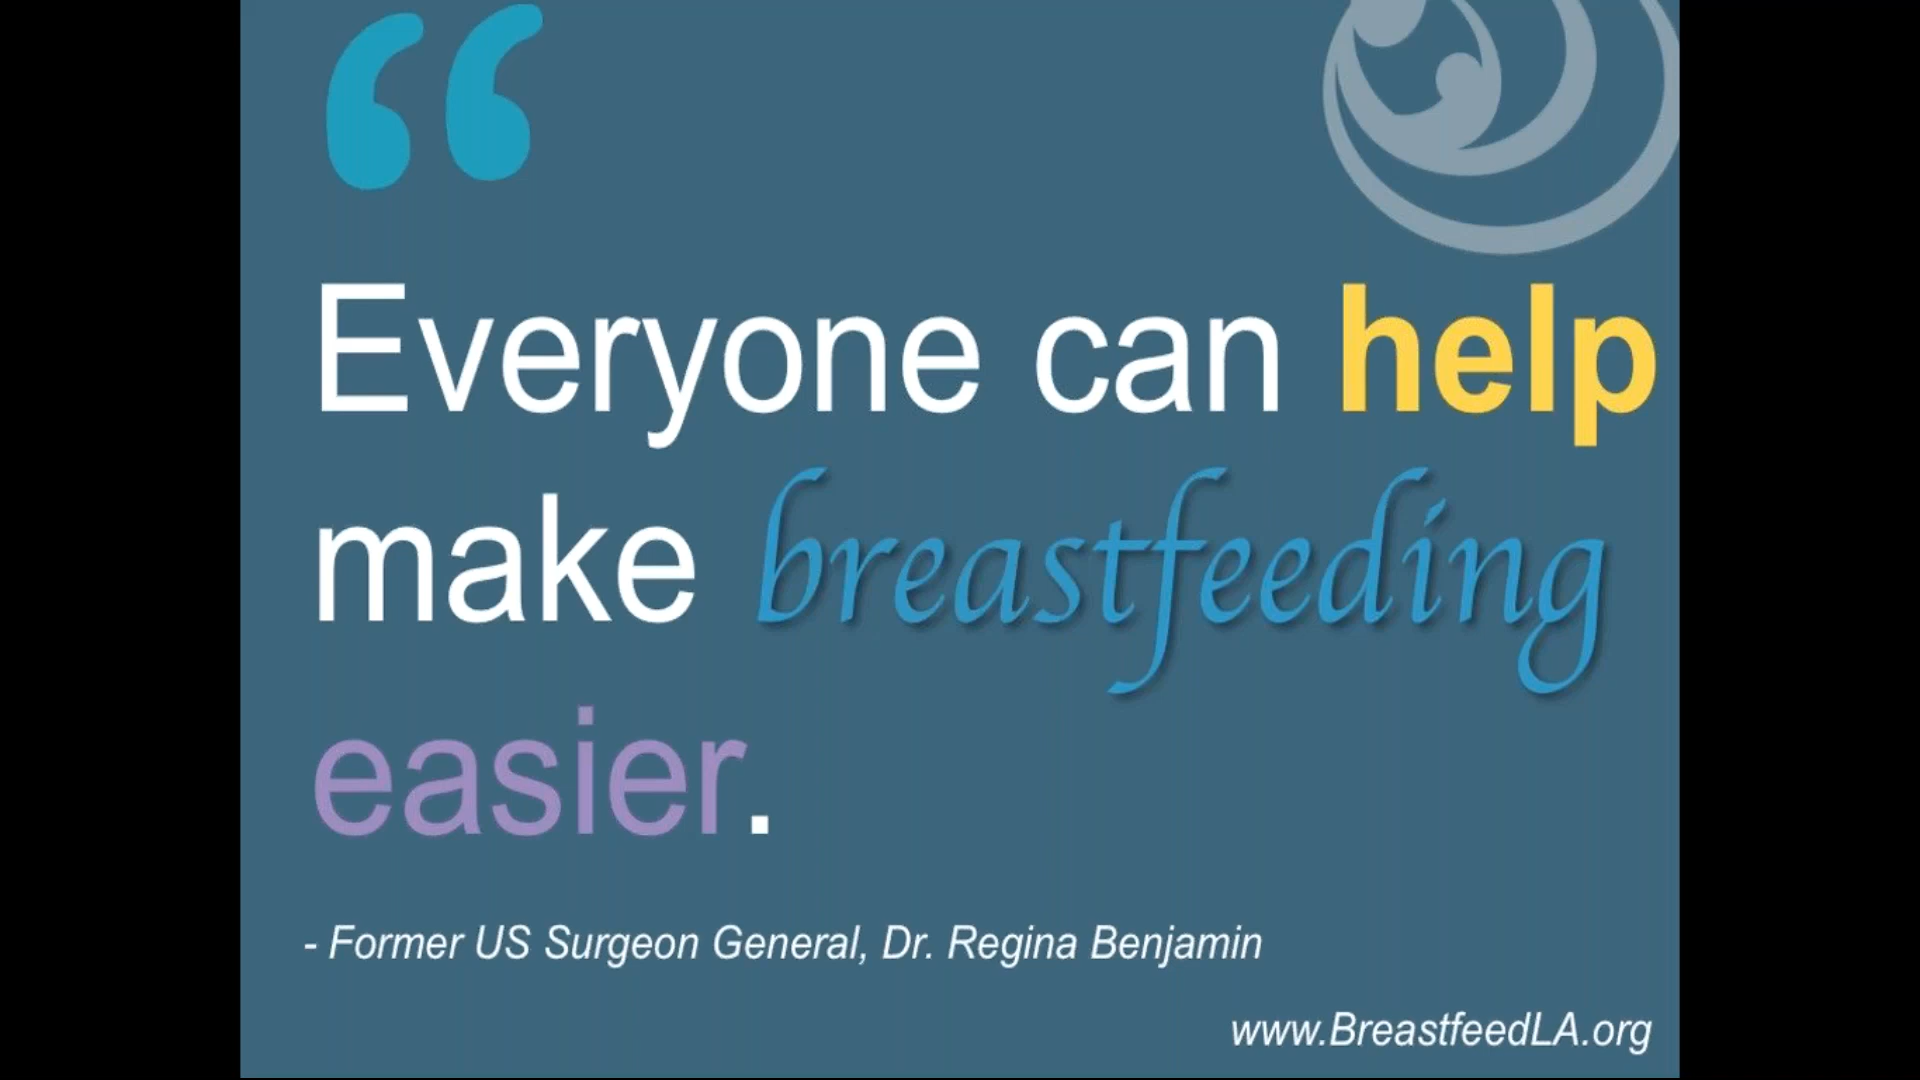 “
Everyone can help
make breastfeeding
easier.
- Former US Surgeon General, Dr. Regina Benjamin
www.BreastfeedLA.org